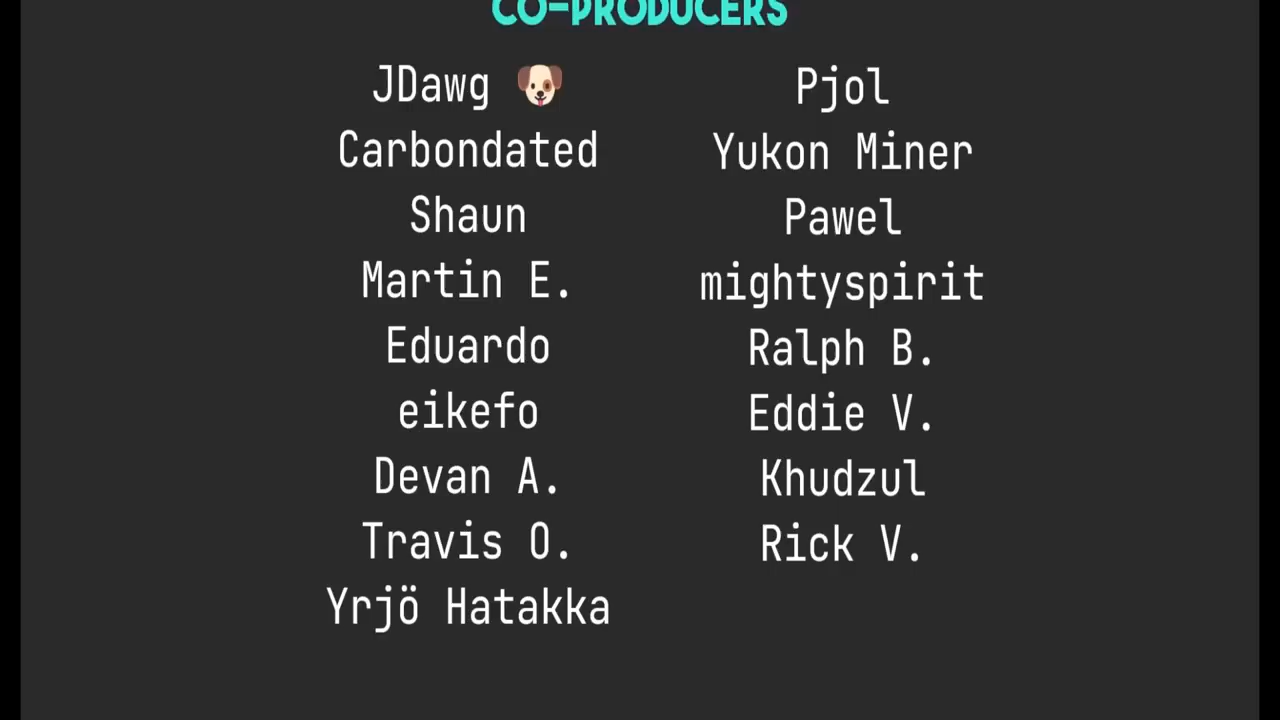 CO-PRODUCERS
JDawg 🐶
Carbondated
Shaun
Martin E.
Eduardo
eikefo
Devan A.
Travis O.
Yrjö Hatakka
Pjol
Yukon Miner
Pawel
mightyspirit
Ralph B.
Eddie V.
Khudzul
Rick V.